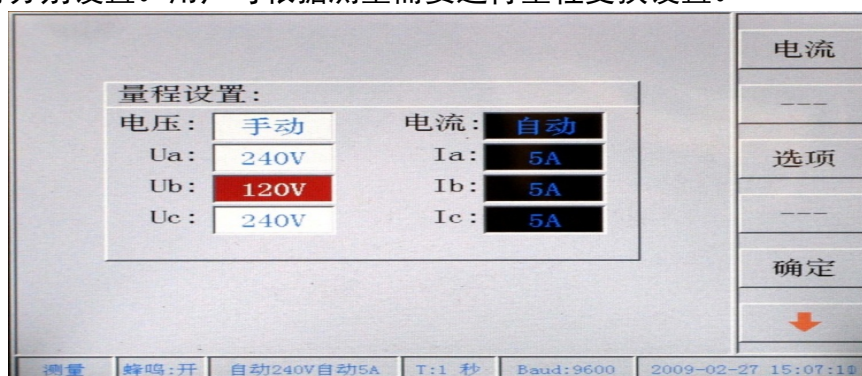 量程设置:
电压: 手动 电流: 自动
Ua: 240V Ia: 5A
Ub: 120V Ib: 5A
Uc: 240V Ic: 5A
电流
---
选项
---
确定
测量 蜂鸣:开 自动240V自动5A T:1 秒 Baud:9600 2009-02-27 15:07:1